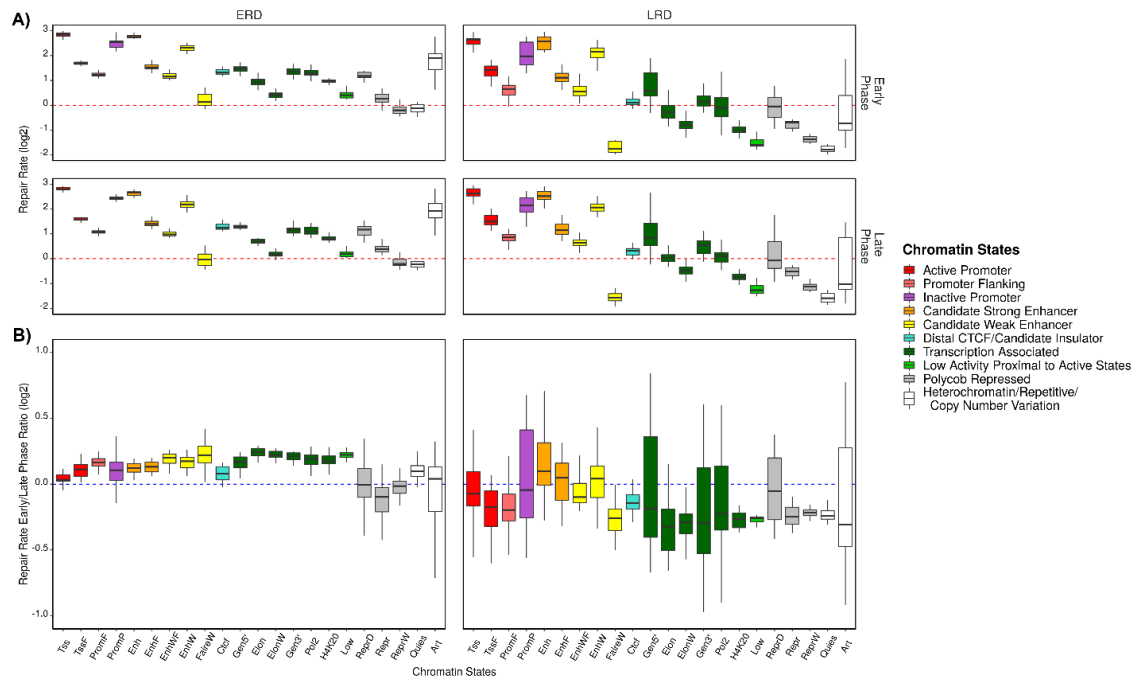 A)
ERD
LRD
Repair Rate (log2)
3
2
1
0
-1
-2
Early
Phase
3
2
1
0
-1
-2
Late
Phase
B)
Repair Rate Early/Late Phase Ratio (log2)
1.0
0.5
0.0
-0.5
-1.0
Tss
TssF
PromF
PromP
Enh
EnhF
EnhWF
EnhW
FaireW
Ctcf
Gen5'
Elon
ElonW
Gen3'
Pol2
H4K20
Low
ReprD
Repr
ReprW
Quies
Art
Tss
TssF
PromF
PromP
Enh
EnhF
EnhWF
EnhW
FaireW
Ctcf
Gen5'
Elon
ElonW
Gen3'
Pol2
H4K20
Low
ReprD
Repr
ReprW
Quies
Art
Chromatin States
Chromatin States
Chromatin States
Active Promoter
Promoter Flanking
Inactive Promoter
Candidate Strong Enhancer
Candidate Weak Enhancer
Distal CTCF/Candidate Insulator
Transcription Associated
Low Activity Proximal to Active States
Polycob Repressed
Heterochromatin/Repetitive/
Copy Number Variation